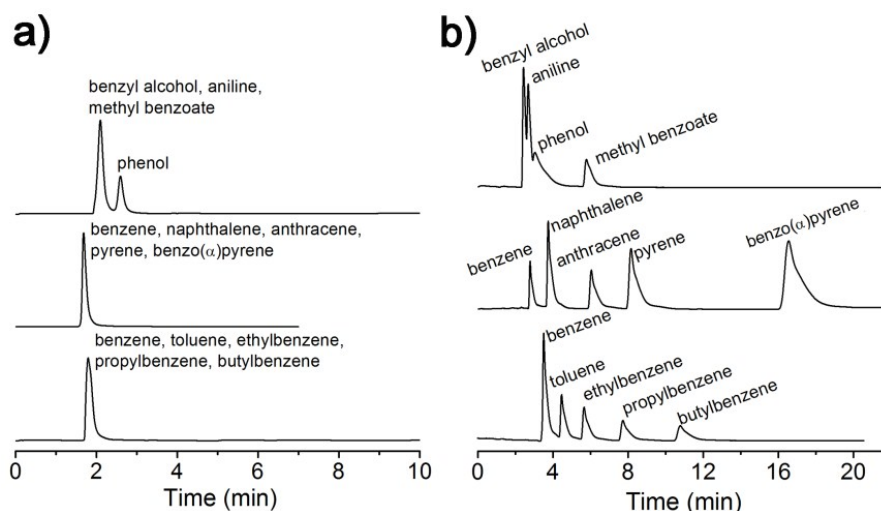 a)
benzyl alcohol, aniline,
methyl benzoate
phenol
benzene, naphthalene, anthracene,
pyrene, benzo(α)pyrene
benzene, toluene, ethylbenzene,
propylbenzene, butylbenzene
0 2 4 6 8 10
Time (min)
b)
benzyl alcohol
aniline
phenol
methyl benzoate
benzene
naphthalene
anthracene
pyrene
benzo(α)pyrene
benzene
toluene
ethylbenzene
propylbenzene
butylbenzene
0 4 8 12 16 20
Time (min)